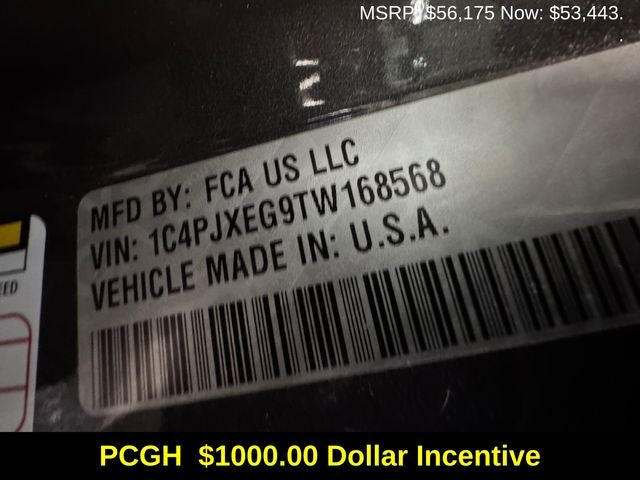 MSRP: $56,175 Now: $53,443.
MFD BY: FCA US LLC
VIN: 1C4PJXEG9TW168568
VEHICLE MADE IN: U.S.A.
EED
PCGH $1000.00 Dollar Incentive